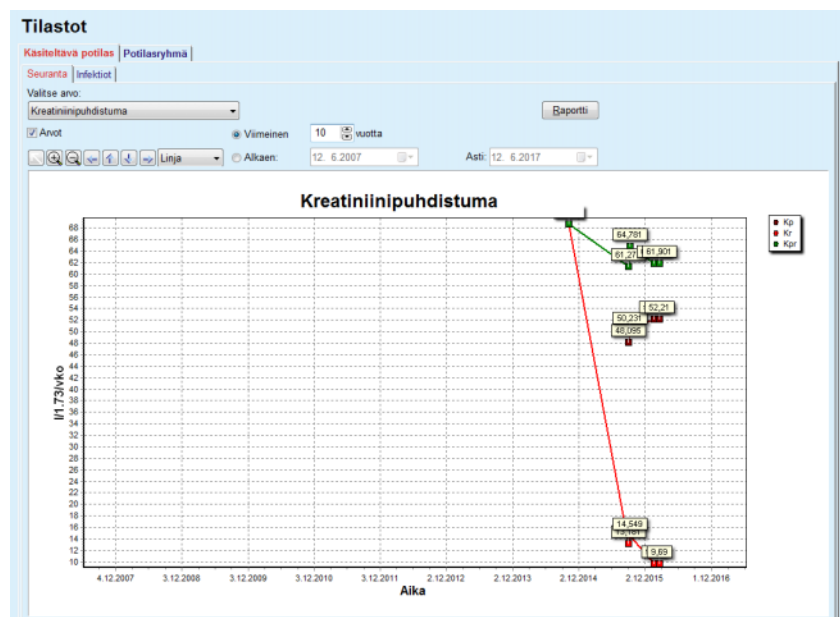 Tilastot
Käsiteltävä potilas Potilasryhmä
Seuranta Infektiot
Valitse arvo:
Kreatiniinipuhdistuma Raportti
Arvot Viimeinen 10 vuotta
Linja Alkaen: 12. 6.2007 Asti: 12. 6.2017
Kreatiniinipuhdistuma
Kp
Kr
Kpr
68
66
64
62
60
58
56
54
52
50
48
46
44
42
40
38
36
34
32
30
28
26
24
22
20
18
16
14
12
10
l/1.73/vko
64,781
61,901
52,21
50,231
48,095
14,549
9,69
4.12.2007 3.12.2008 3.12.2009 3.12.2010 3.12.2011 2.12.2012 2.12.2013 2.12.2014 2.12.2015 1.12.2016
Aika